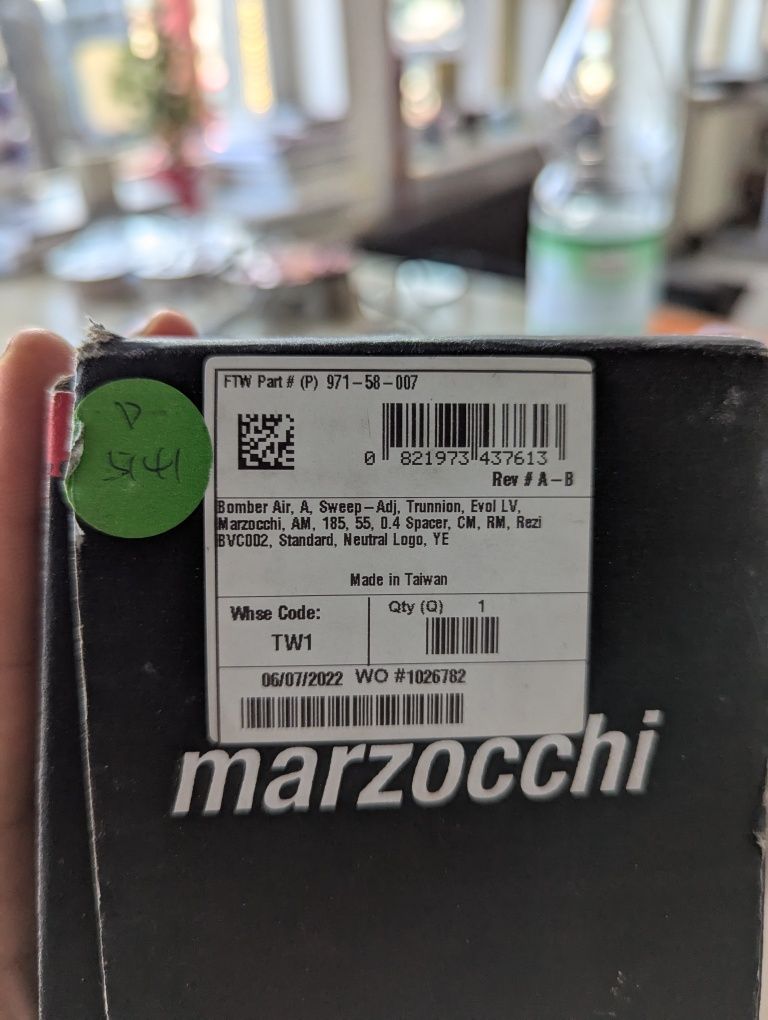 FTW Part # (P) 971-58-007
0 821973 437613
Rev # A-B
Bomber Air, A, Sweep-Adj, Trunnion, Evol LV,
Marzocchi, AM, 185, 55, 0.4 Spacer, CM, RM, Rezi
BVC002, Standard, Neutral Logo, YE
Made in Taiwan
Whse Code:
TW1
Qty (Q) 1
06/07/2022 WO #1026782
marzocchi